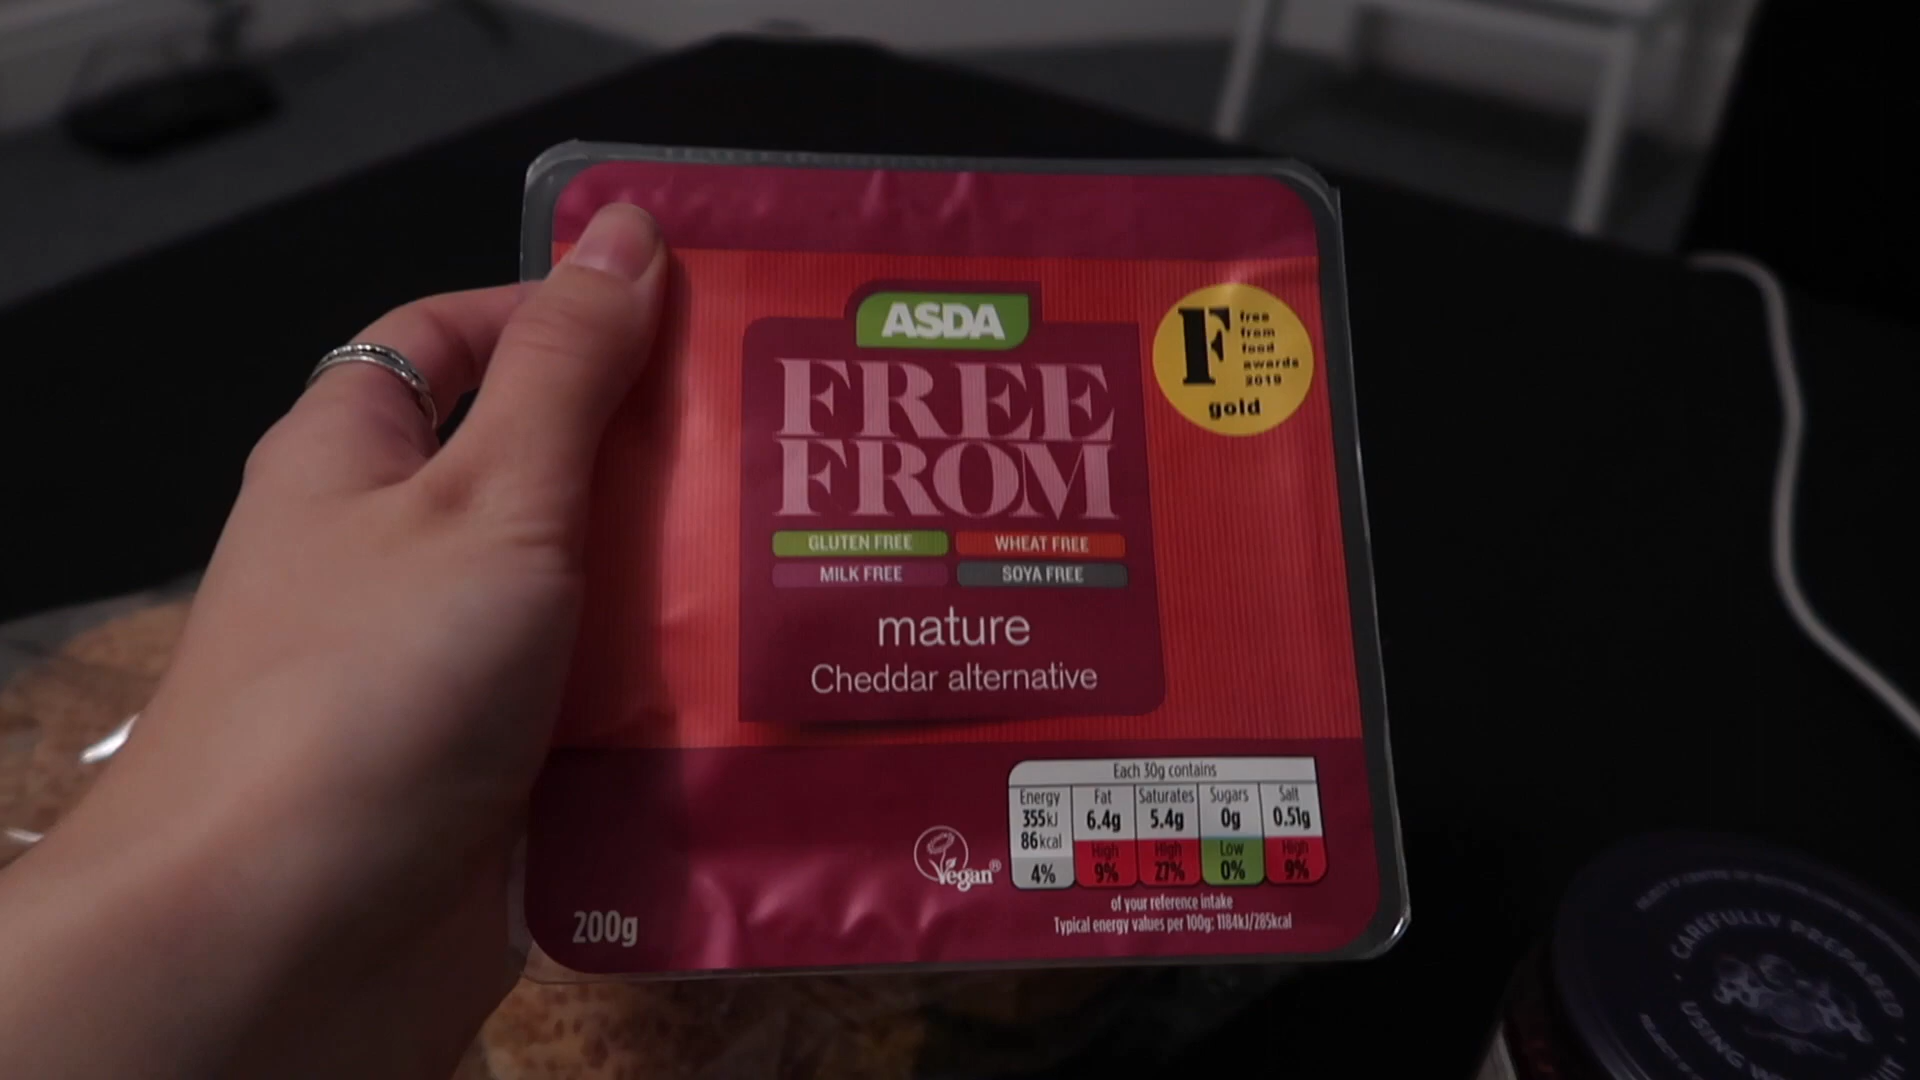 ASDA
FREE
FROM
GLUTEN FREE WHEAT FREE
MILK FREE SOYA FREE
mature
Cheddar alternative
F
free
from
food
awards
2019
gold
Each 30g contains
Energy Fat Saturates Sugars Salt
355kJ 6.4g 5.4g 0g 0.51g
86kcal High High Low High
4% 9% 27% 0% 9%
of your reference intake
Typical energy values per 100g: 1184kJ/285kcal
Vegan®
200g
CAREFULLY PREPARED
USING